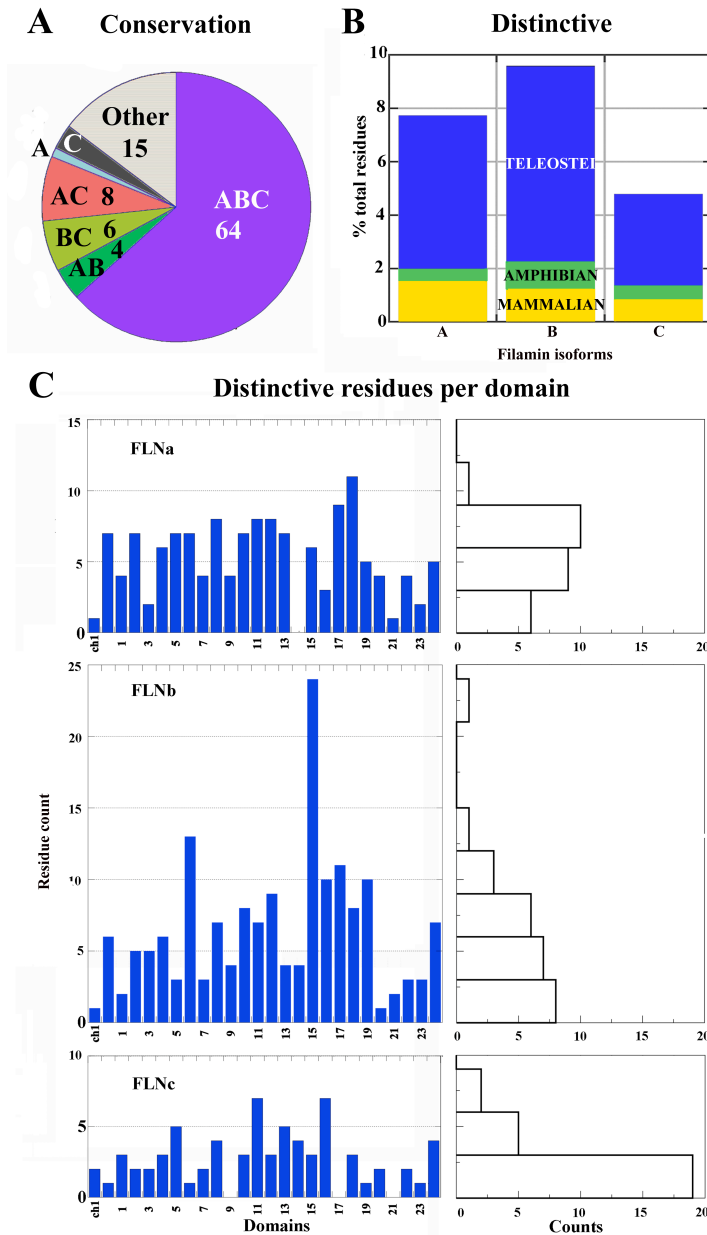 A Conservation
Other
15
A
C
AC 8
BC 6
AB 4
ABC
64
B Distinctive
% total residues
10
8
6
4
2
0
TELEOSTEI
AMPHIBIAN
MAMMALIAN
A B C
Filamin isoforms
C Distinctive residues per domain
FLNa
15
10
5
0
ch1 1 3 5 7 9 11 13 15 17 19 21 23
0 5 10 15 20
FLNb
Residue count
25
20
15
10
5
0
ch1 1 3 5 7 9 11 13 15 17 19 21 23
0 5 10 15 20
FLNc
10
5
0
ch1 1 3 5 7 9 11 13 15 17 19 21 23
Domains
0 5 10 15 20
Counts